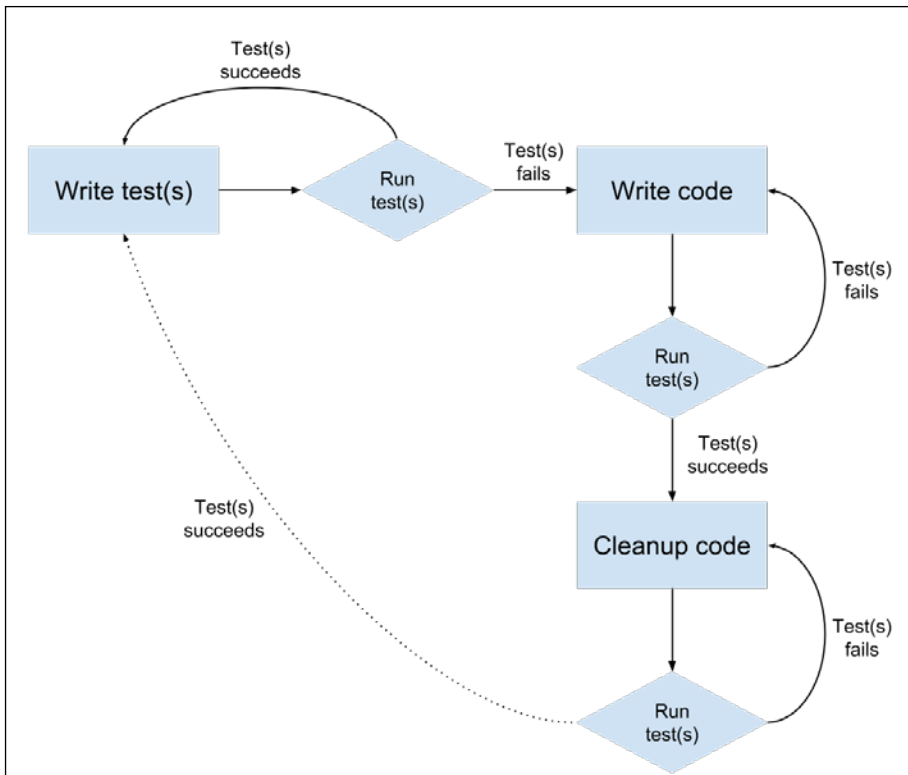 Test(s)
succeeds
Write test(s)
Run
test(s)
Test(s)
fails
Write code
Test(s)
fails
Run
test(s)
Test(s)
succeeds
Test(s)
succeeds
Cleanup code
Test(s)
fails
Run
test(s)